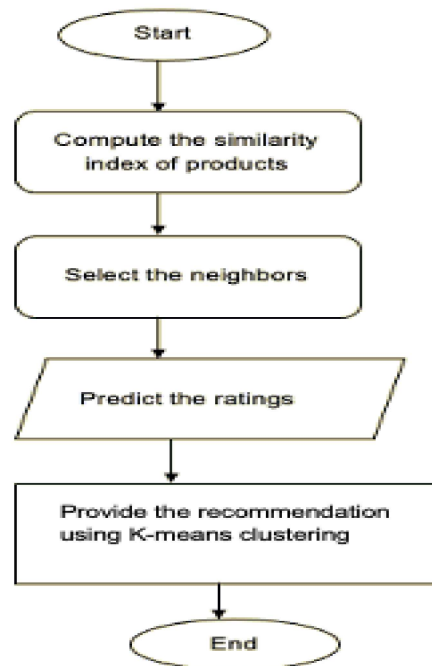 Start
Compute the similarity
index of products
Select the neighbors
Predict the ratings
Provide the recommendation
using K-means clustering
End